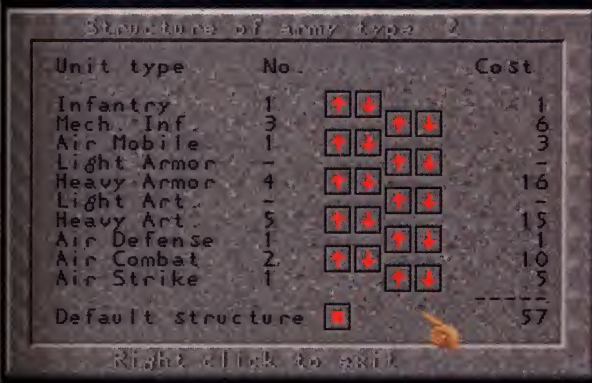 Structure of army type 2
Unit type No. Cost
Infantry 1 1
Mech. Inf. 3 6
Air Mobile 1 3
Light Armor - -
Heavy Armor 4 16
Light Art. - -
Heavy Art. 5 15
Air Defense 1 1
Air Combat 2 10
Air Strike 1 5
------
Default structure 57
Right click to exit